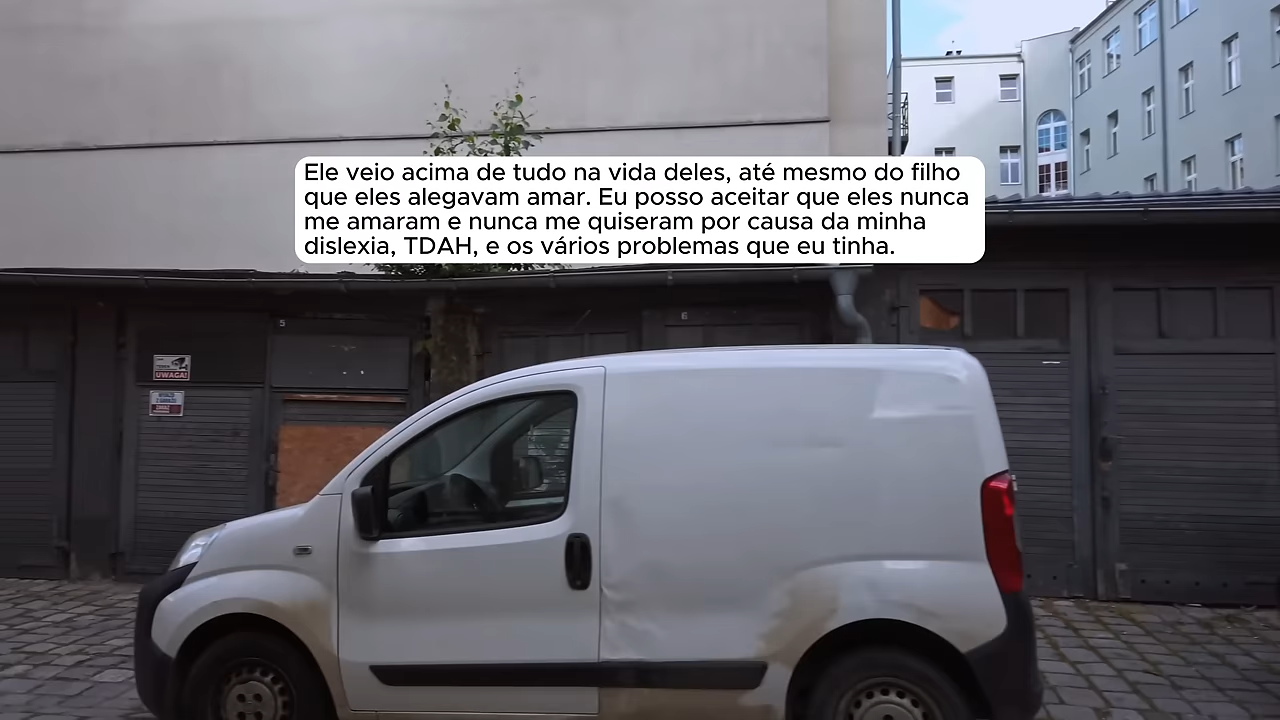 Ele veio acima de tudo na vida deles, até mesmo do filho
que eles alegavam amar. Eu posso aceitar que eles nunca
me amaram e nunca me quiseram por causa da minha
dislexia, TDAH, e os vários problemas que eu tinha.
5
6
UWAGA!